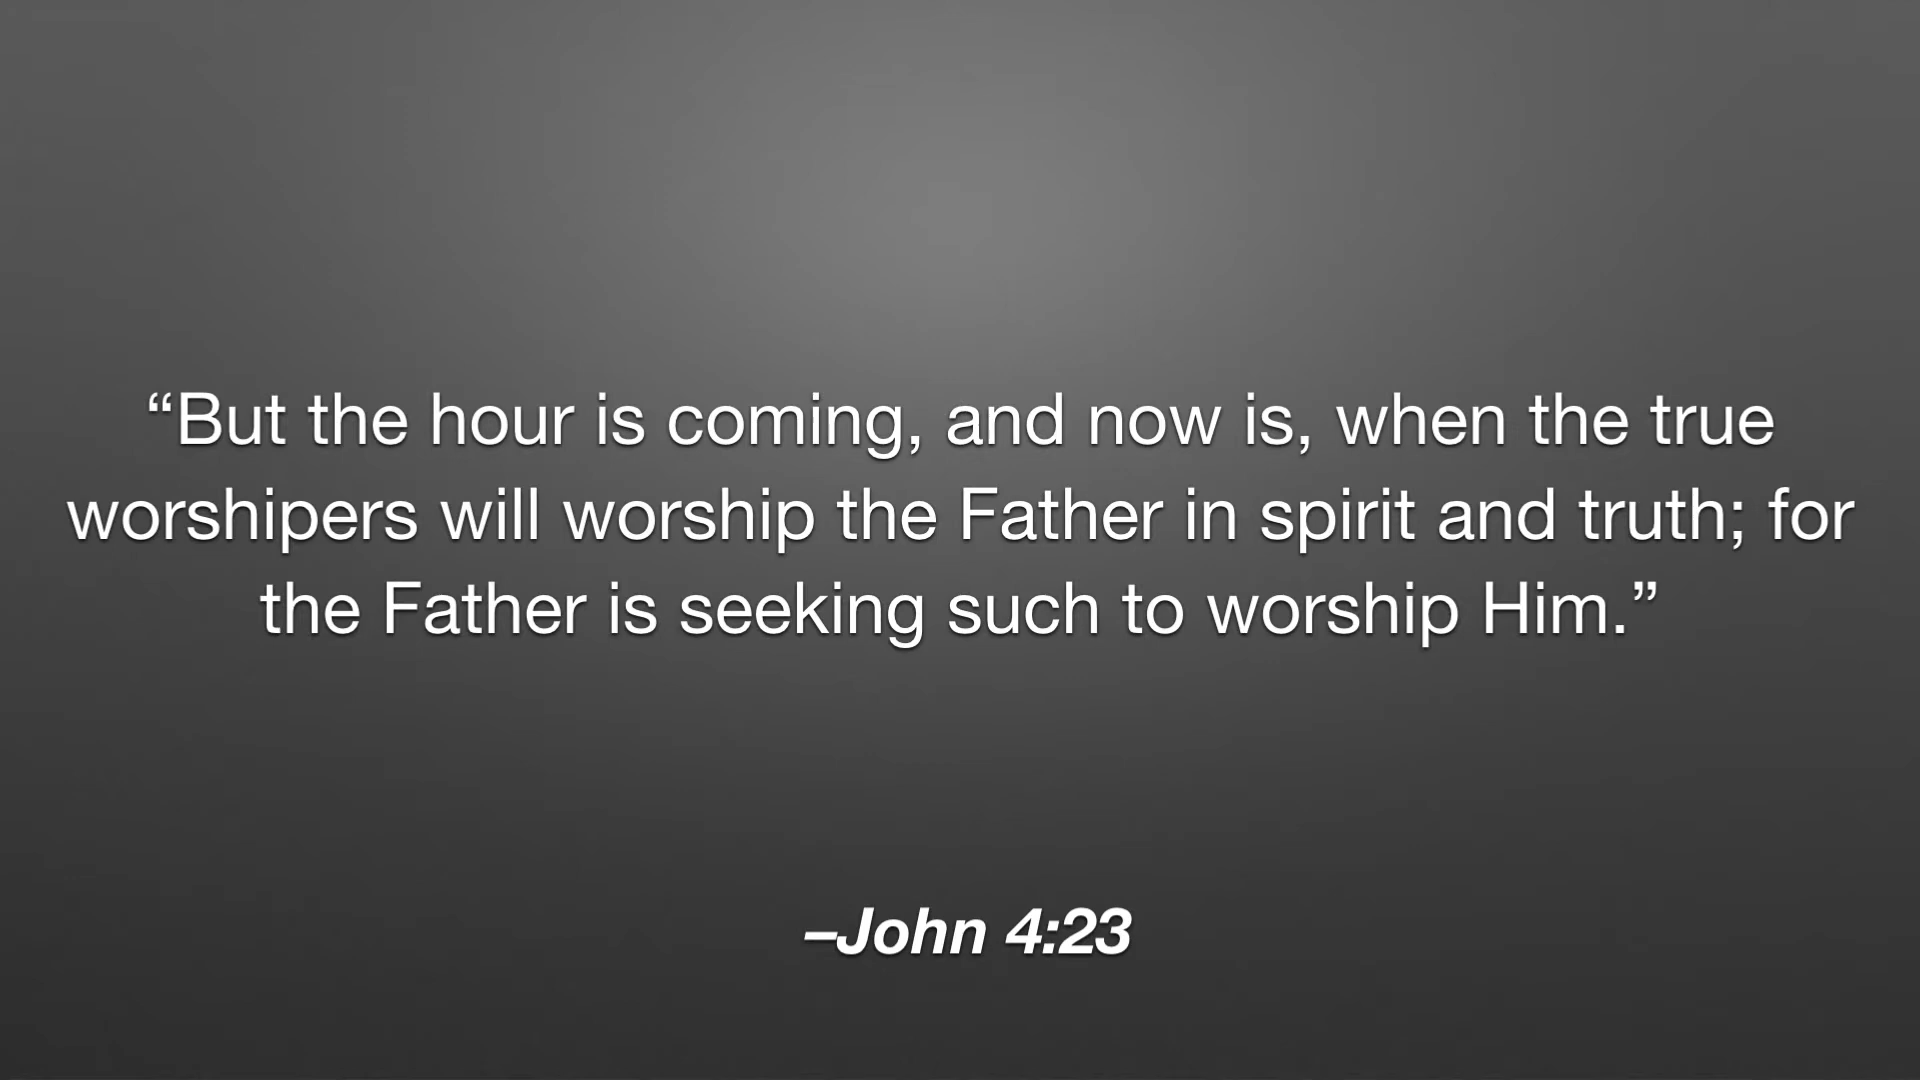 “But the hour is coming, and now is, when the true
worshipers will worship the Father in spirit and truth; for
the Father is seeking such to worship Him.”
–John 4:23